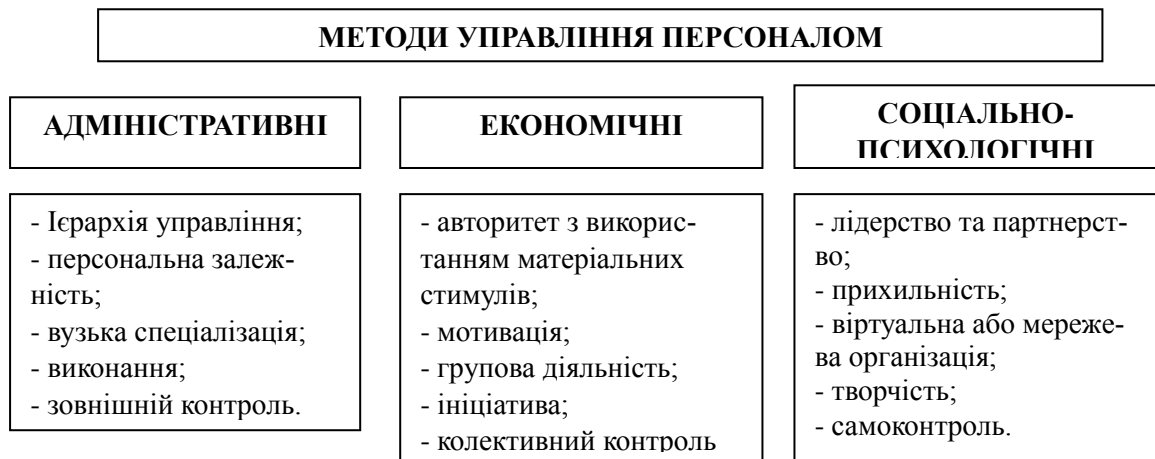 МЕТОДИ УПРАВЛІННЯ ПЕРСОНАЛОМ
АДМІНІСТРАТИВНІ
ЕКОНОМІЧНІ
СОЦІАЛЬНО-
ПСИХОЛОГІЧНІ
- Ієрархія управління;
- персональна залеж-
ність;
- вузька спеціалізація;
- виконання;
- зовнішній контроль.
- авторитет з викорис-
танням матеріальних
стимулів;
- мотивація;
- групова діяльність;
- ініціатива;
- колективний контроль
- лідерство та партнерст-
во;
- прихильність;
- віртуальна або мереже-
ва організація;
- творчість;
- самоконтроль.